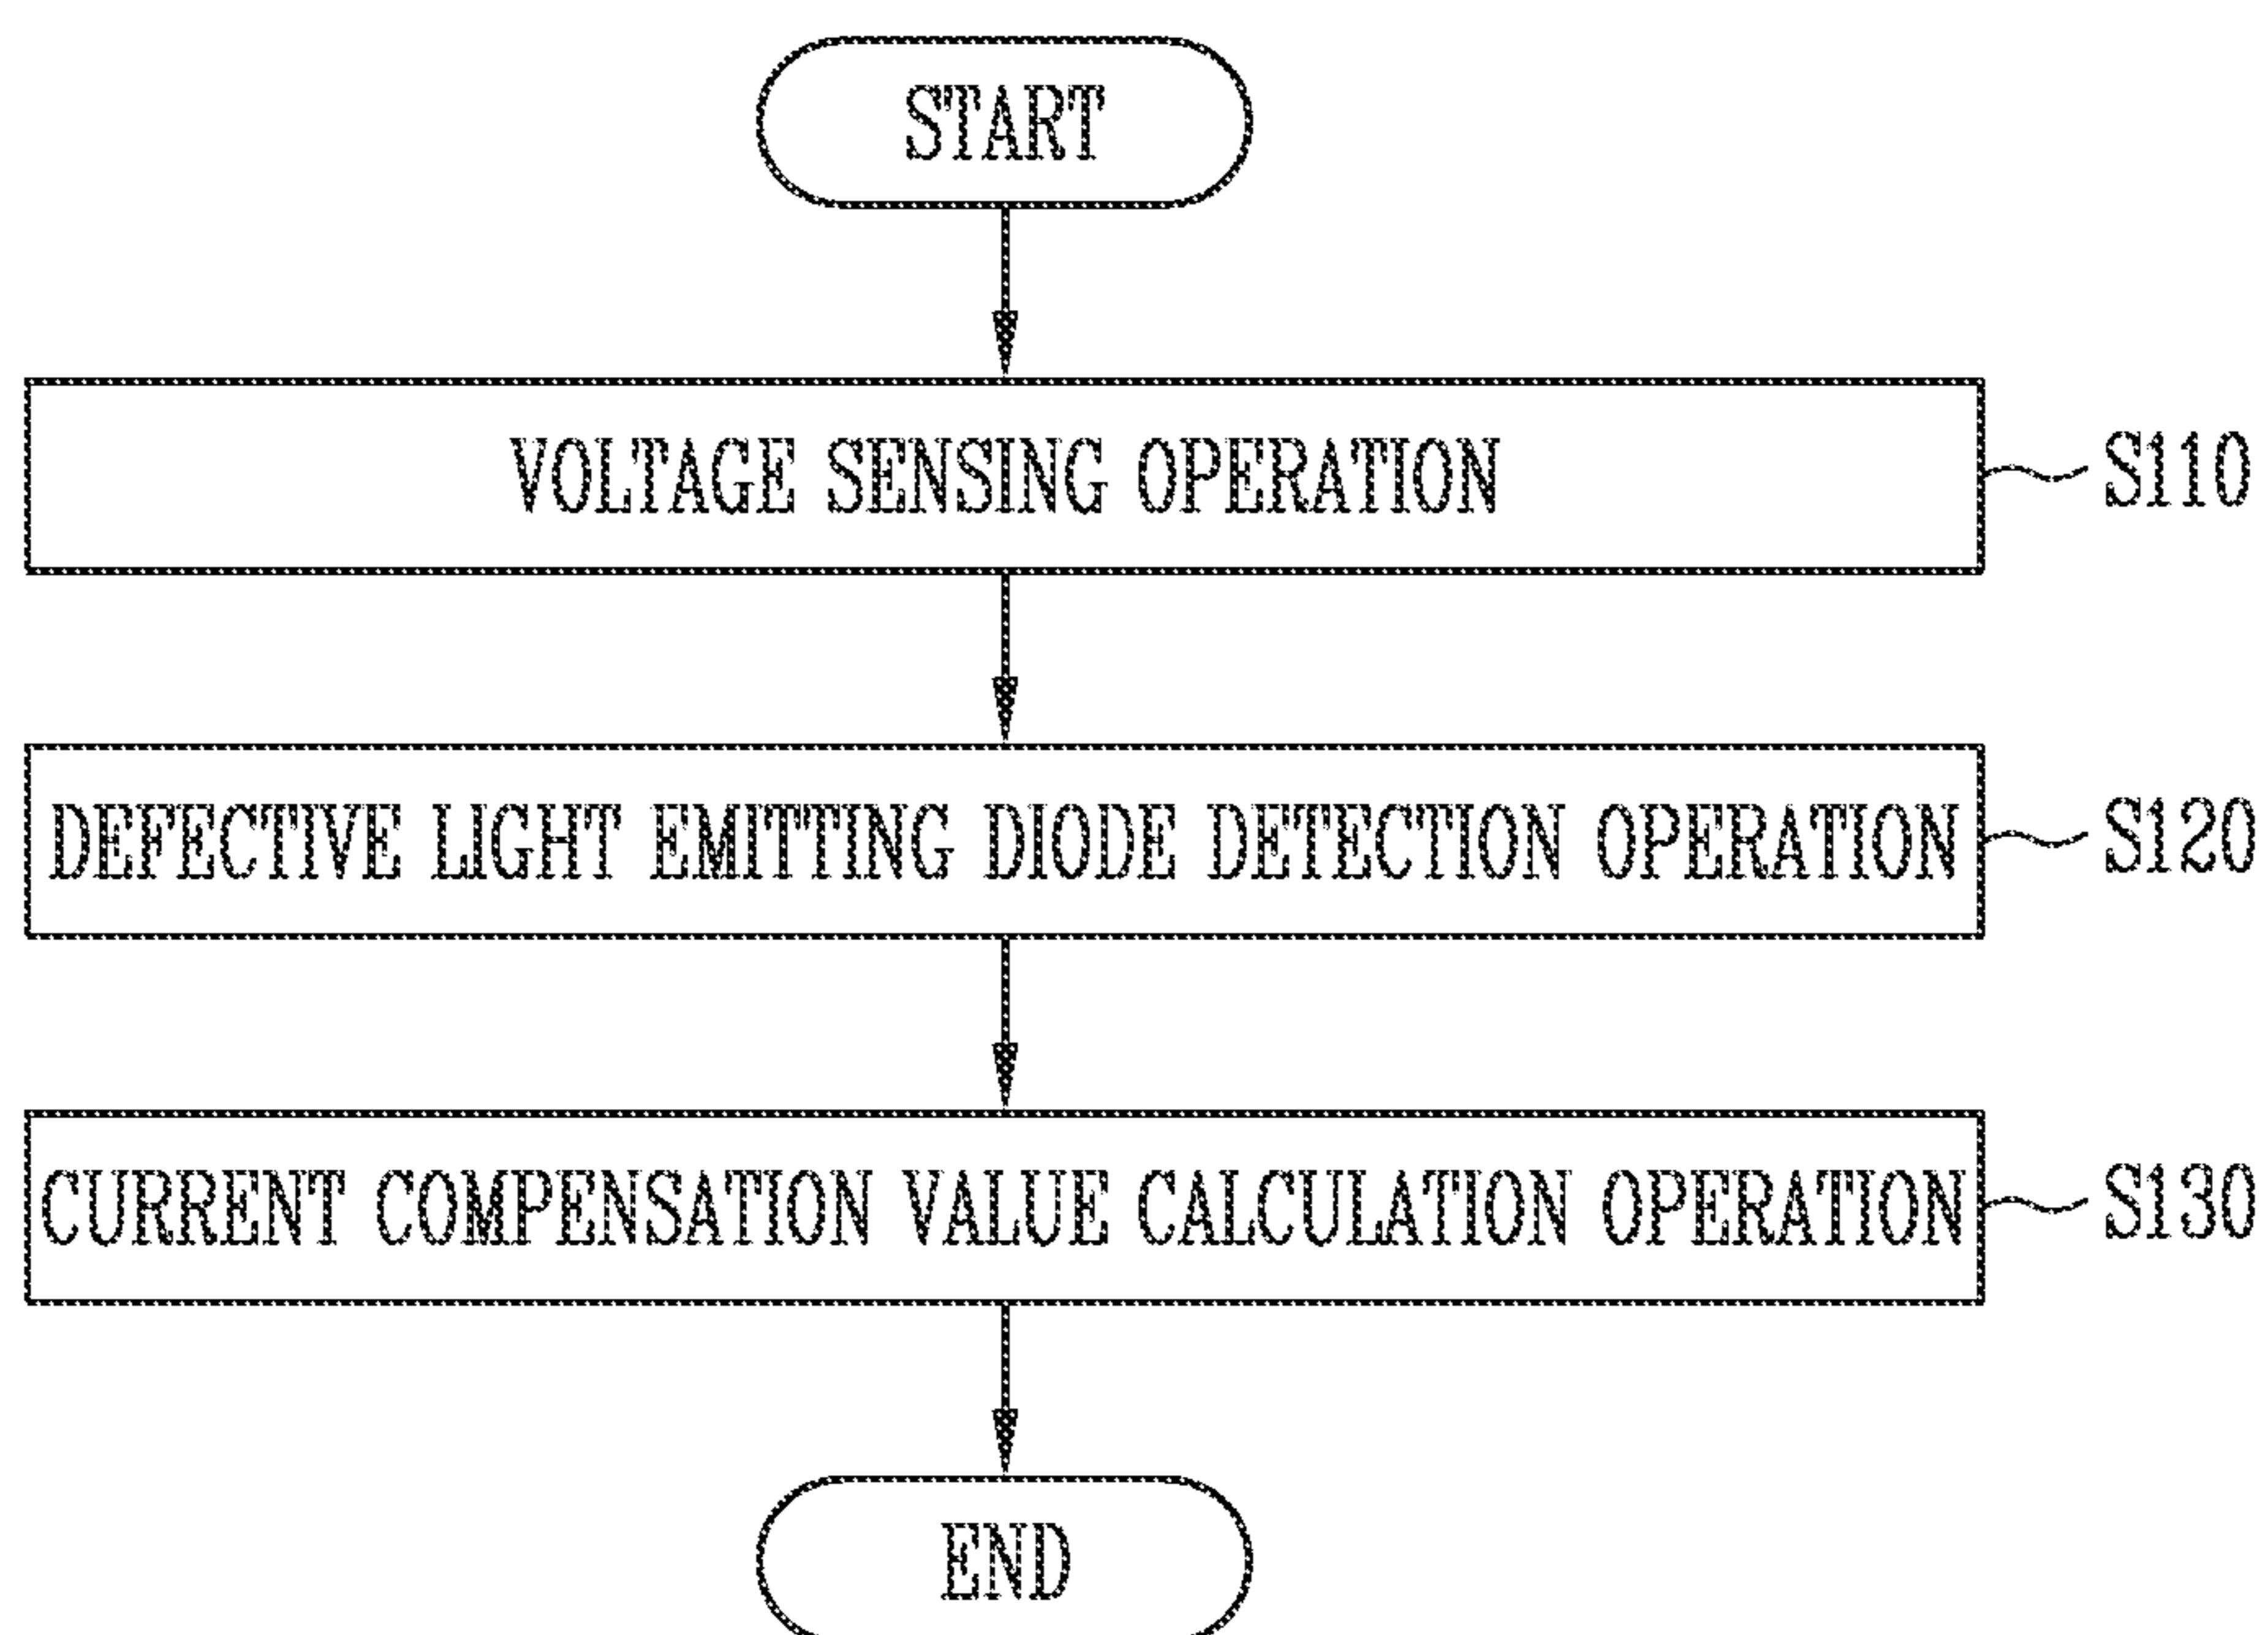 START
VOLTAGE SENSING OPERATION
S110
DEFECTIVE LIGHT EMITTING DIODE DETECTION OPERATION
S120
CURRENT COMPENSATION VALUE CALCULATION OPERATION
S130
END